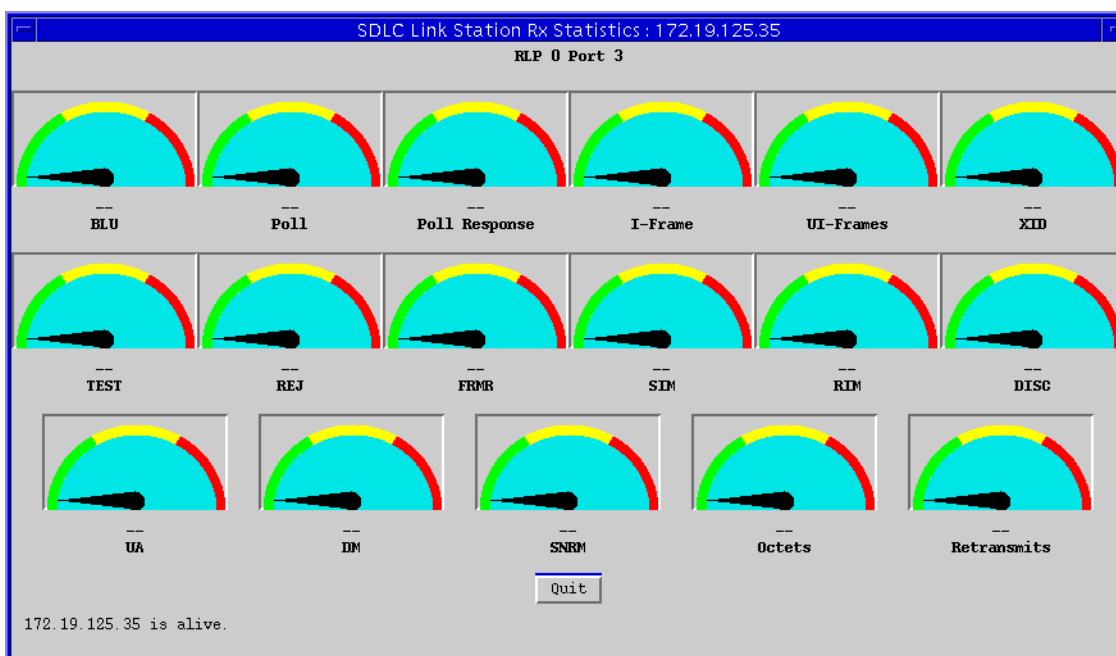 SDLC Link Station Rx Statistics : 172.19.125.35
RLP 0 Port 3
-- -- -- -- -- --
BLU Poll Poll Response I-Frame UI-Frames XID
-- -- -- -- -- --
TEST REJ FRMR SIM RIM DISC
-- -- -- -- --
UA DM SNRM Octets Retransmits
Quit
172.19.125.35 is alive.